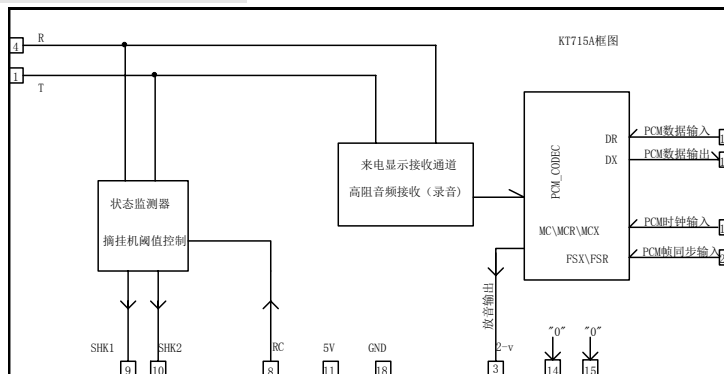 KT715A框图
4
R
1
T
来电显示接收通道
高阻音频接收（录音）
PCM_CODEC
DR
DX
MC\MCR\MCX
FSX\FSR
PCM数据输入
PCM数据输出
PCM时钟输入
PCM帧同步输入
状态监测器
摘挂机阀值控制
放音输出
SHK1
SHK2
RC
5V
GND
2-v
"0"
"0"
9
10
8
11
18
3
14
15